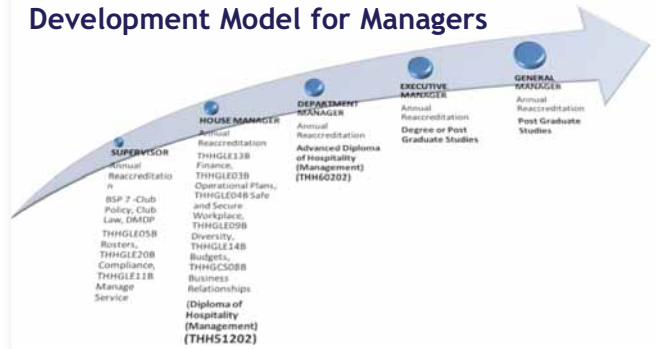 Development Model for Managers
SUPERVISOR
Annual
Reaccreditatio
n
BSP 7 -Club
Policy, Club
Law, DMDP
THHGLE05B
Rosters,
THHGLE20B
Compliance,
THHGLE11B
Manage
Service
HOUSE MANAGER
Annual
Reaccreditation
THHGLE13B
Finance,
THHGLE03B
Operational Plans,
THHGLE04B Safe
and Secure
Workplace,
THHGLE09B
Diversity,
THHGLE14B
Budgets,
THHGCS08B
Business
Relationships
(Diploma of
Hospitality
(Management)
(THH51202)
DEPARTMENT
MANAGER
Annual
Reaccreditation
Advanced Diploma
of Hospitality
(Management)
(THH60202)
EXECUTIVE
MANAGER
Annual
Reaccreditation
Degree or Post
Graduate Studies
GENERAL
MANAGER
Annual
Reaccreditation
Post Graduate
Studies